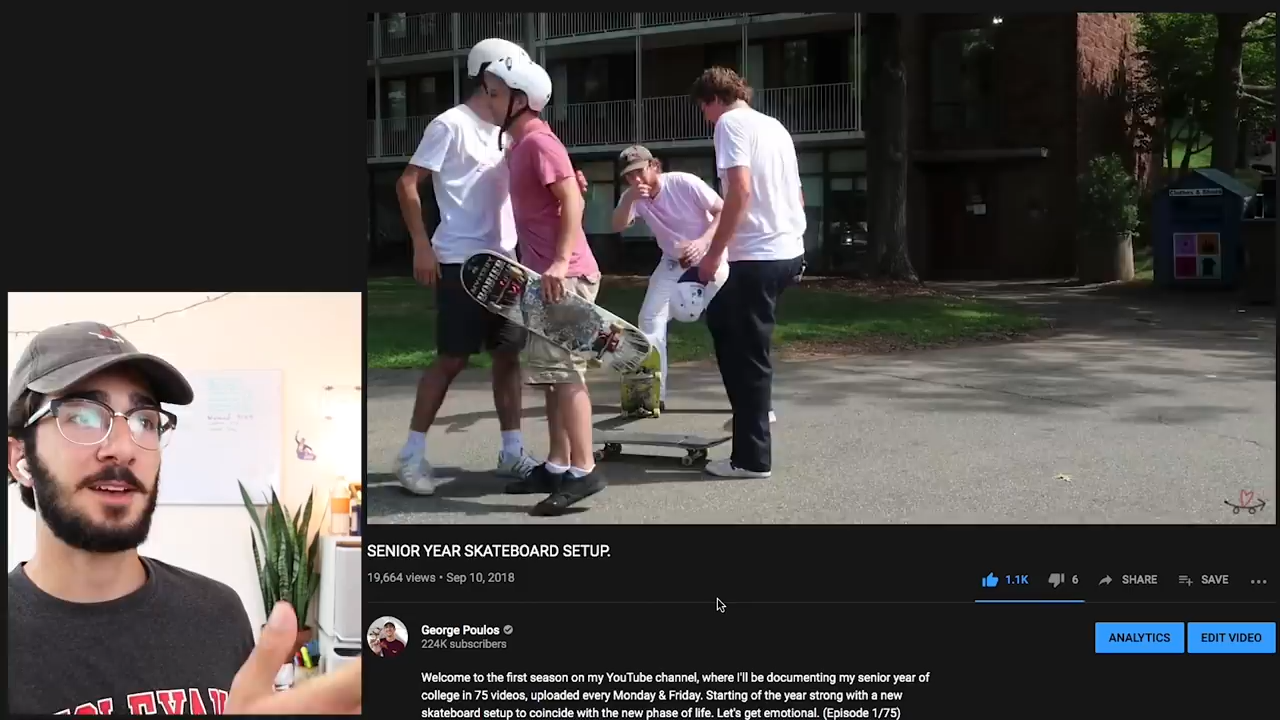 Clothes & Shoes
SENIOR YEAR SKATEBOARD SETUP.
19,664 views • Sep 10, 2018
1.1K
6
SHARE
SAVE
George Poulos
224K subscribers
ANALYTICS
EDIT VIDEO
Welcome to the first season on my YouTube channel, where I'll be documenting my senior year of
college in 75 videos, uploaded every Monday & Friday. Starting of the year strong with a new
skateboard setup to coincide with the new phase of life. Let's get emotional. (Episode 1/75)